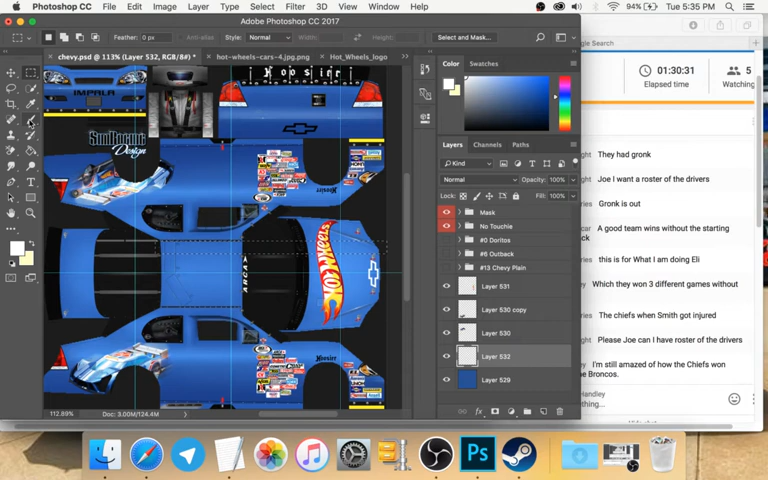 Photoshop CC File Edit Image Layer Type Select Filter 3D View Window Help
94% Tue 5:35 PM
Adobe Photoshop CC 2017
Feather: 0 px Style: Normal Width: Height: Select and Mask...
chevy.psd @ 113% (Layer 532, RGB/8#) * hot-wheels-cars-4.jpg.png Hot_Wheels_logo
IMPALA
Hoosier
Design
ARCA
HOT WHEELS
Hoosier
Hoosier
112.89% Doc: 3.00M/124.4M
Color Swatches
Layers Channels Paths
Kind
Normal Opacity: 100%
Lock: Fill: 100%
Mask
No Touchie
#0 Doritos
#6 Outback
#13 Chevy Plain
Layer 531
Layer 530 copy
Layer 530
Layer 532
Layer 529
fx
Search
01:30:31
Elapsed time
5
Watching
They had gronk
Joe I want a roster of the drivers
Gronk is out
A good team wins without the starting
this is for What I am doing Eli
Which they won 3 different games without
The chiefs when Smith got injured
Please Joe can I have roster of the drivers
I'm still amazed of how the Chiefs won
he Broncos.
Handley
Ps